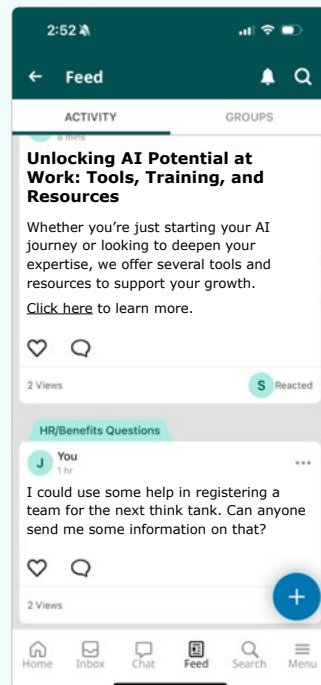 2:52
Feed
ACTIVITY GROUPS
8 mins
Unlocking AI Potential at
Work: Tools, Training, and
Resources
Whether you're just starting your AI
journey or looking to deepen your
expertise, we offer several tools and
resources to support your growth.
Click here to learn more.
2 Views S Reacted
HR/Benefits Questions
J You
1 hr
I could use some help in registering a
team for the next think tank. Can anyone
send me some information on that?
2 Views
Home Inbox Chat Feed Search Menu